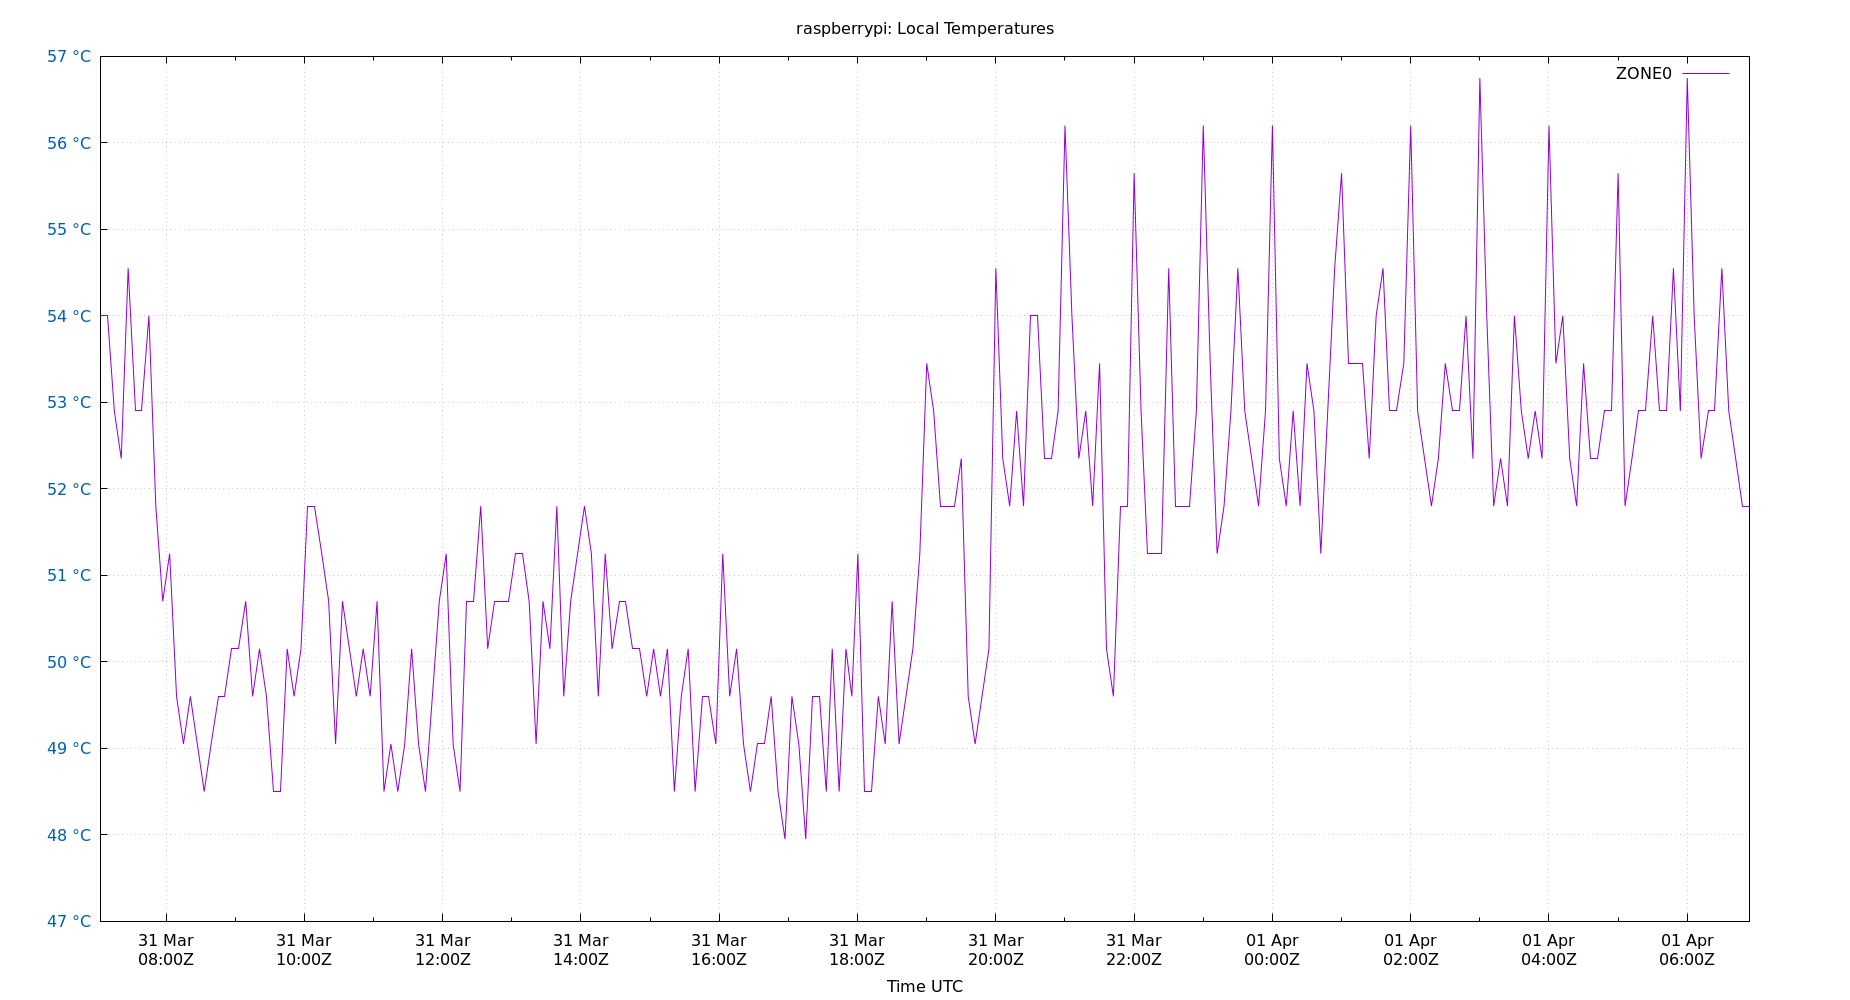 raspberrypi: Local Temperatures
57 °C
ZONE0
56 °C
55 °C
54 °C
53 °C
52 °C
51 °C
50 °C
49 °C
48 °C
47 °C
31 Mar 31 Mar 31 Mar 31 Mar 31 Mar 31 Mar 31 Mar 31 Mar 01 Apr 01 Apr 01 Apr 01 Apr
08:00Z 10:00Z 12:00Z 14:00Z 16:00Z 18:00Z 20:00Z 22:00Z 00:00Z 02:00Z 04:00Z 06:00Z
Time UTC